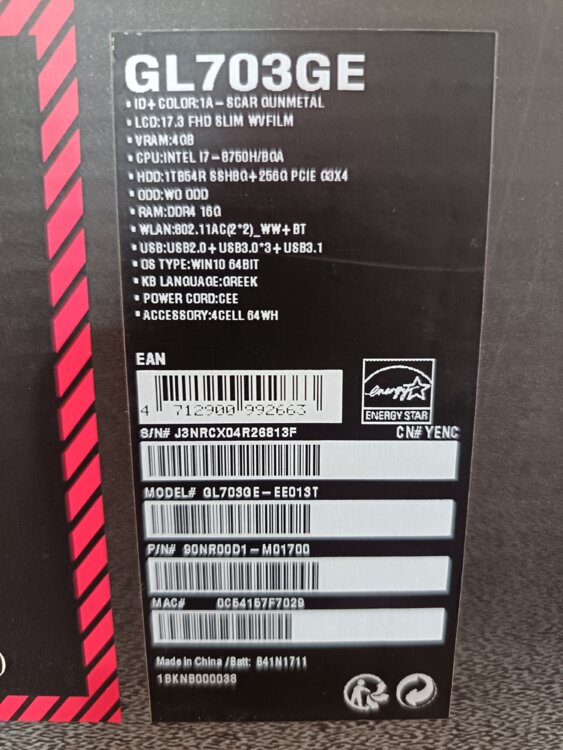 GL703GE
• ID+ COLOR:1A-SCAR GUNMETAL
• LCD:17.3 FHD SLIM WVFILM
• VRAM:4GB
• CPU:INTEL I7-8750H/BGA
• HDD:1TB54R SSH8G+256G PCIE G3X4
• ODD:WO ODD
• RAM:DDR4 16G
• WLAN:802.11AC(2*2)_WW+BT
• USB:USB2.0+USB3.0*3+USB3.1
• OS TYPE:WIN10 64BIT
• KB LANGUAGE:GREEK
• POWER CORD:CEE
• ACCESSORY:4CELL 64WH
EAN
4 712900 992663
energy
ENERGY STAR
S/N# J3NRCX04R26813F CN# YENC
MODEL# GL703GE-EE013T
P/N# 90NR00D1-M01700
MAC# 0C54157F7029
Made in China /Batt: B41N1711
1BKNB000038
)